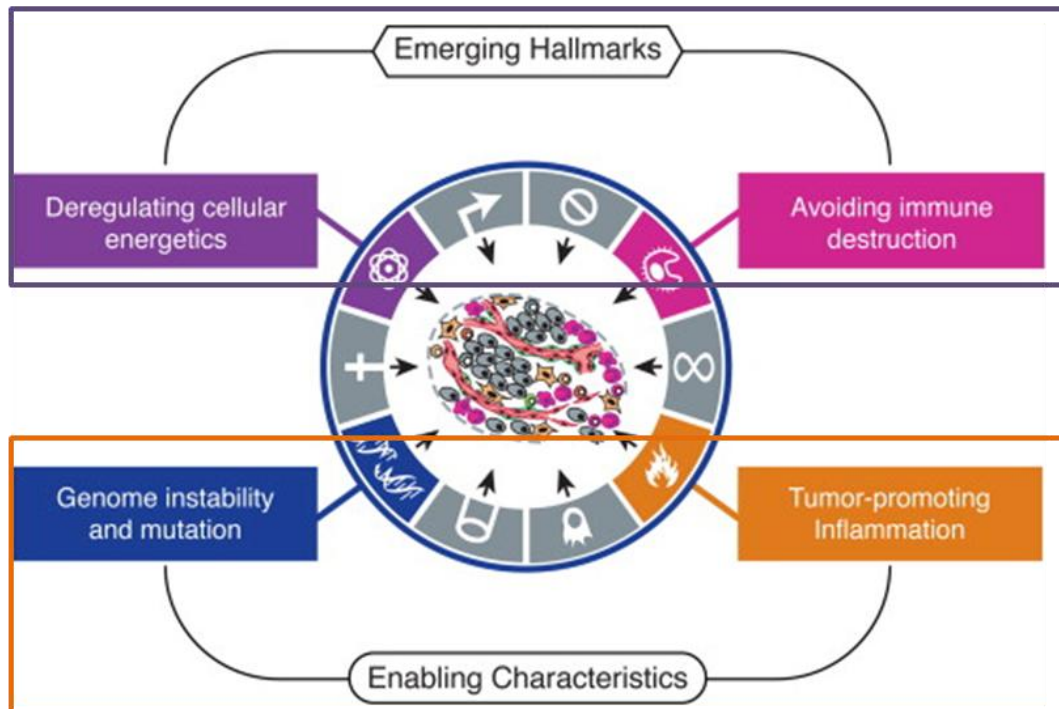 Emerging Hallmarks
Deregulating cellular
energetics
Avoiding immune
destruction
Genome instability
and mutation
Tumor-promoting
Inflammation
Enabling Characteristics